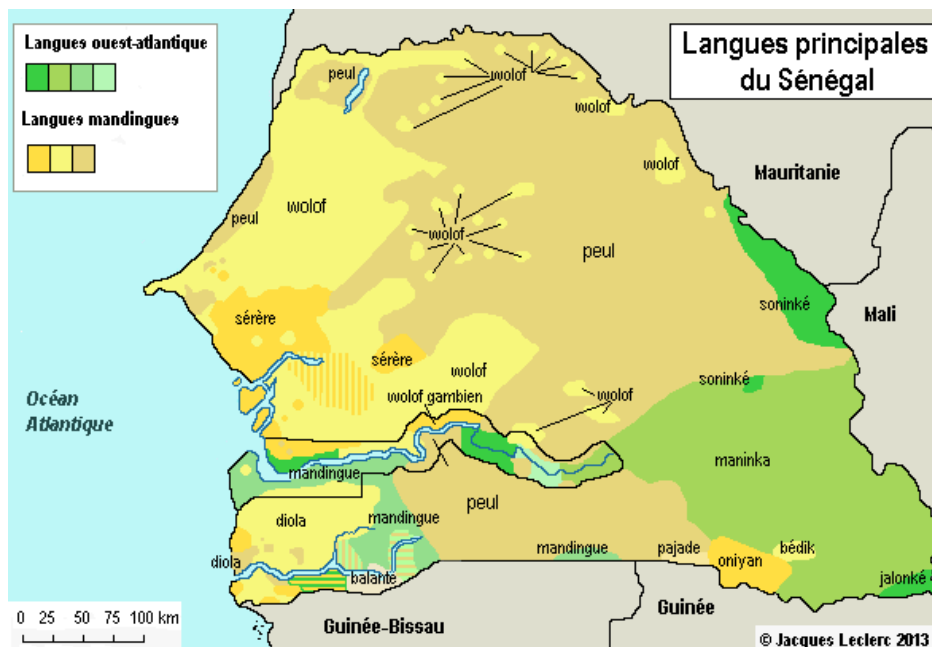 Langues ouest-atlantique
Langues mandingues
Langues principales
du Sénégal
peul
wolof
wolof
wolof
Mauritanie
wolof
peul
wolof
peul
soninké
Mali
sérère
sérère
wolof
soninké
wolof
wolof gambien
Océan
Atlantique
mandingue
maninka
peul
diola
mandingue
mandingue
pajade
bédik
oniyan
diola
balante
jalonké
Guinée
Guinée-Bissau
0 25 50 75 100 km
© Jacques Leclerc 2013